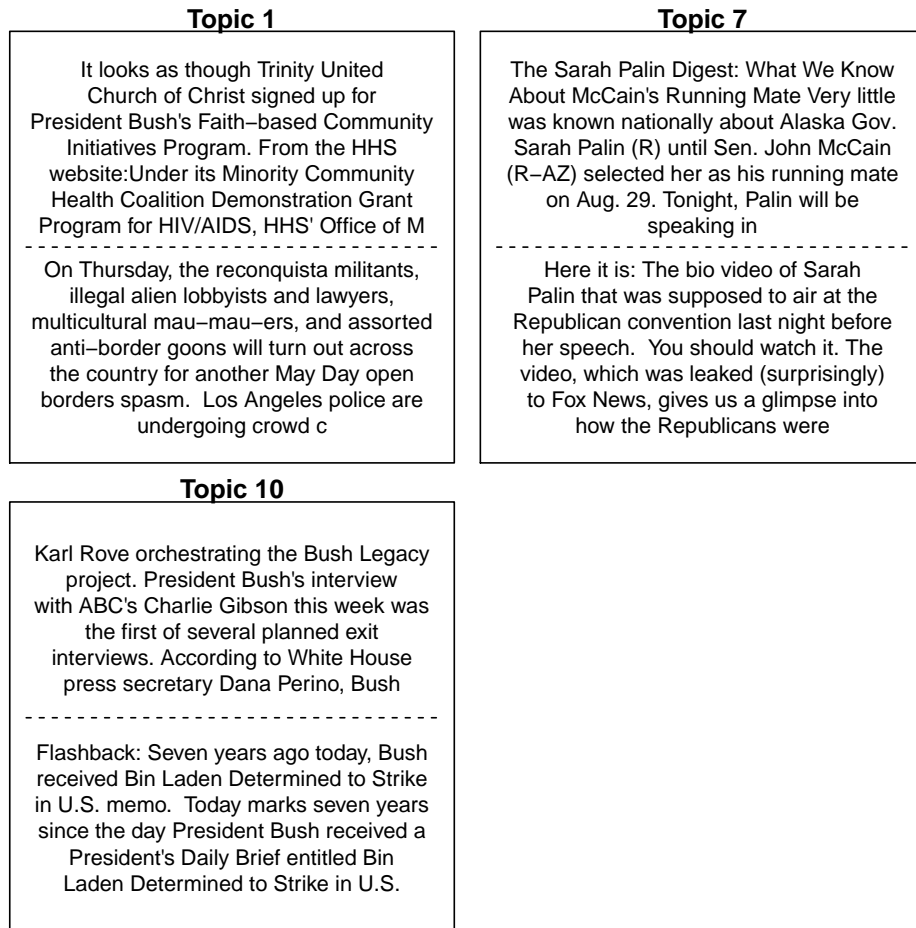 Topic 1
It looks as though Trinity United
Church of Christ signed up for
President Bush's Faith−based Community
Initiatives Program. From the HHS
website:Under its Minority Community
Health Coalition Demonstration Grant
Program for HIV/AIDS, HHS' Office of M
On Thursday, the reconquista militants,
illegal alien lobbyists and lawyers,
multicultural mau−mau−ers, and assorted
anti−border goons will turn out across
the country for another May Day open
borders spasm.  Los Angeles police are
undergoing crowd c
Topic 7
The Sarah Palin Digest: What We Know
About McCain's Running Mate Very little
was known nationally about Alaska Gov.
Sarah Palin (R) until Sen. John McCain
(R−AZ) selected her as his running mate
on Aug. 29. Tonight, Palin will be
speaking in
Here it is: The bio video of Sarah
Palin that was supposed to air at the
Republican convention last night before
her speech.  You should watch it. The
video, which was leaked (surprisingly)
to Fox News, gives us a glimpse into
how the Republicans were
Topic 10
Karl Rove orchestrating the Bush Legacy
project. President Bush's interview
with ABC's Charlie Gibson this week was
the first of several planned exit
interviews. According to White House
press secretary Dana Perino, Bush
Flashback: Seven years ago today, Bush
received Bin Laden Determined to Strike
in U.S. memo.  Today marks seven years
since the day President Bush received a
President's Daily Brief entitled Bin
Laden Determined to Strike in U.S.